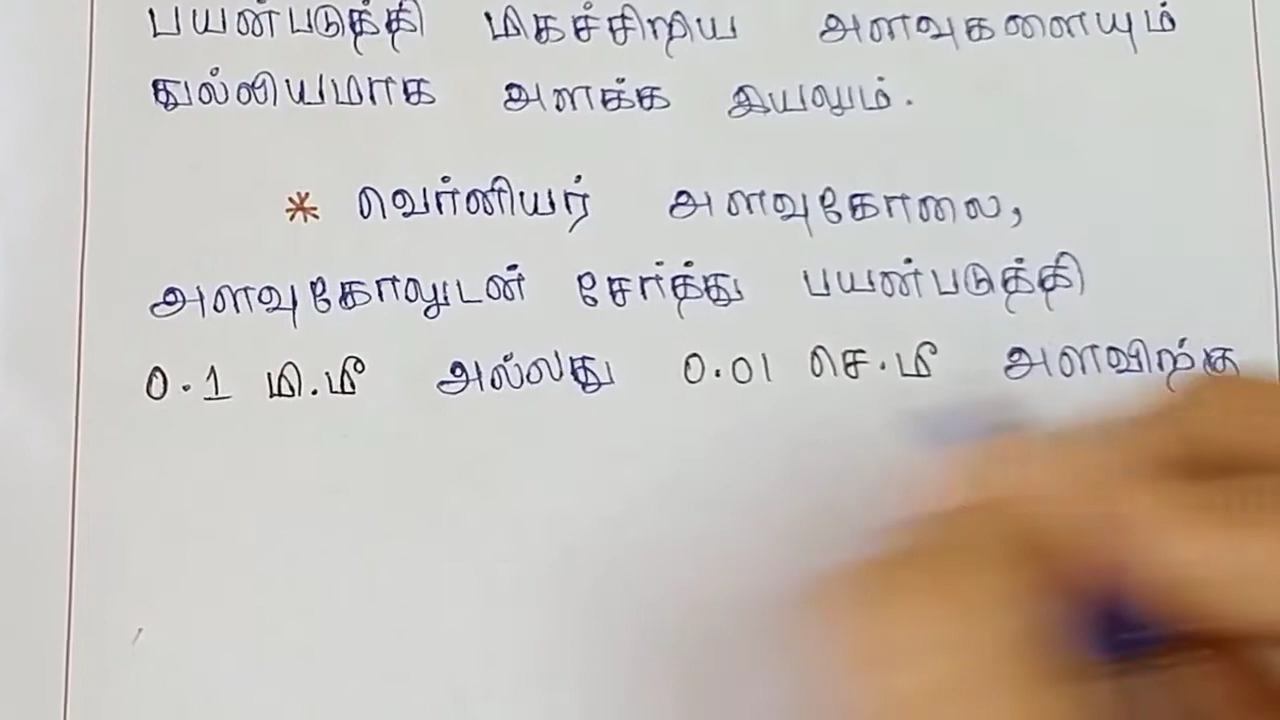 பயன்படுத்தி மிகச்சிறிய அளவுகளையும்
துல்லியமாக அளக்க இயலும்.
* வெர்னியர் அளவுகோலை,
அளவுகோலுடன் சேர்த்து பயன்படுத்தி
0.1 மி.மீ அல்லது 0.01 செ.மீ அளவிற்கு